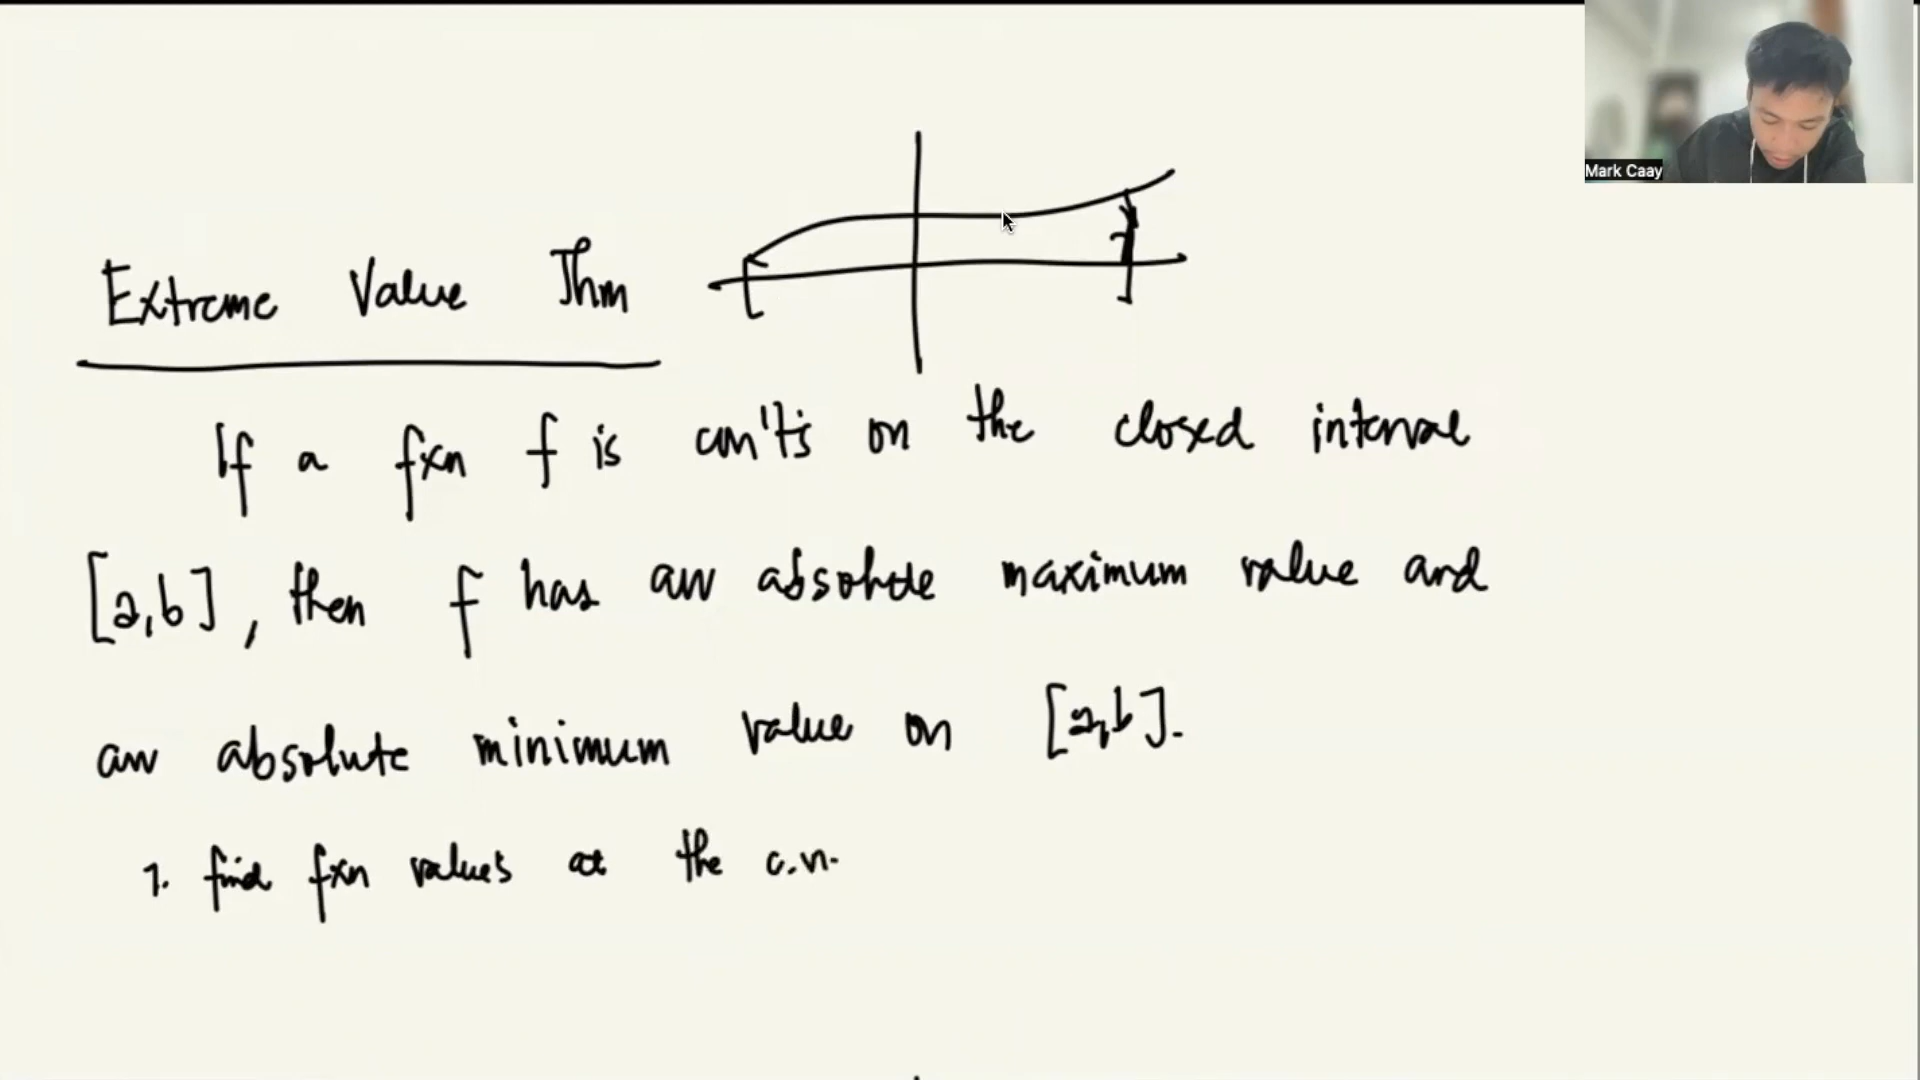 Mark Caay
Extreme Value Thm
If a fxn f is con'ts on the closed interval
[a,b], then f has an absolute maximum value and
an absolute minimum value on [a,b].
1. find fxn values at the c.n.